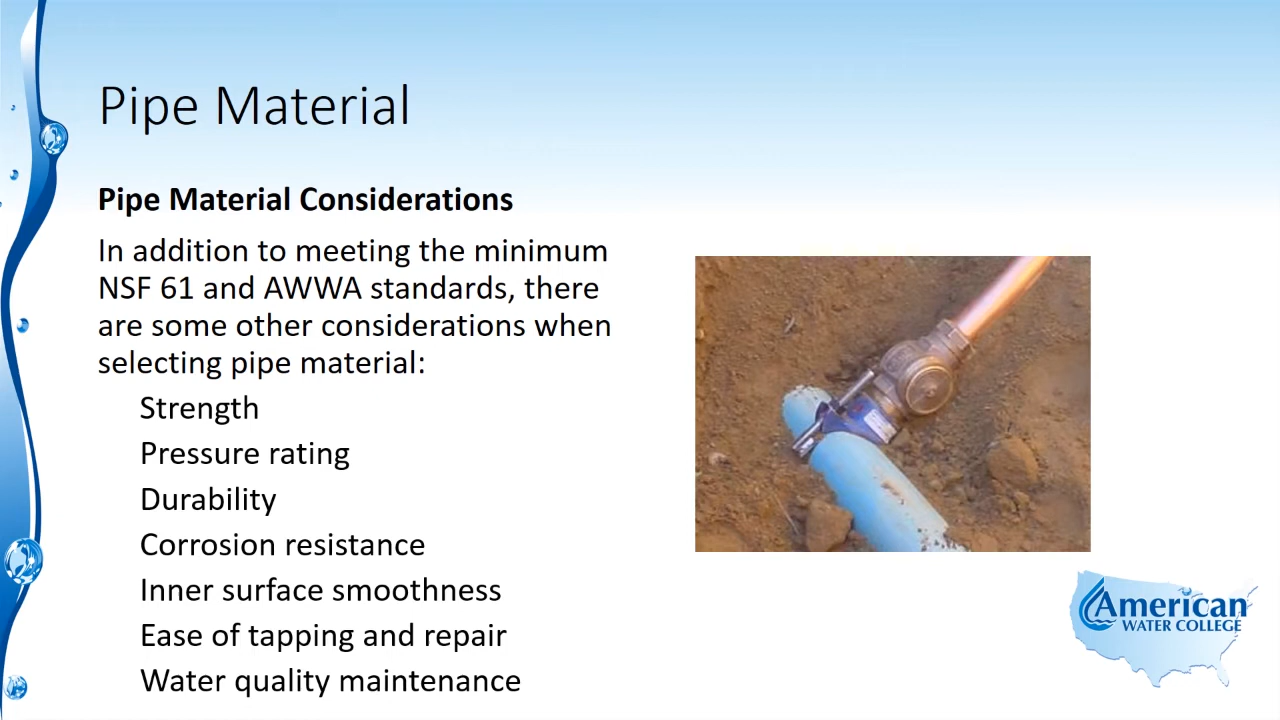 Pipe Material
Pipe Material Considerations
In addition to meeting the minimum
NSF 61 and AWWA standards, there
are some other considerations when
selecting pipe material:
Strength
Pressure rating
Durability
Corrosion resistance
Inner surface smoothness
Ease of tapping and repair
Water quality maintenance
American
WATER COLLEGE